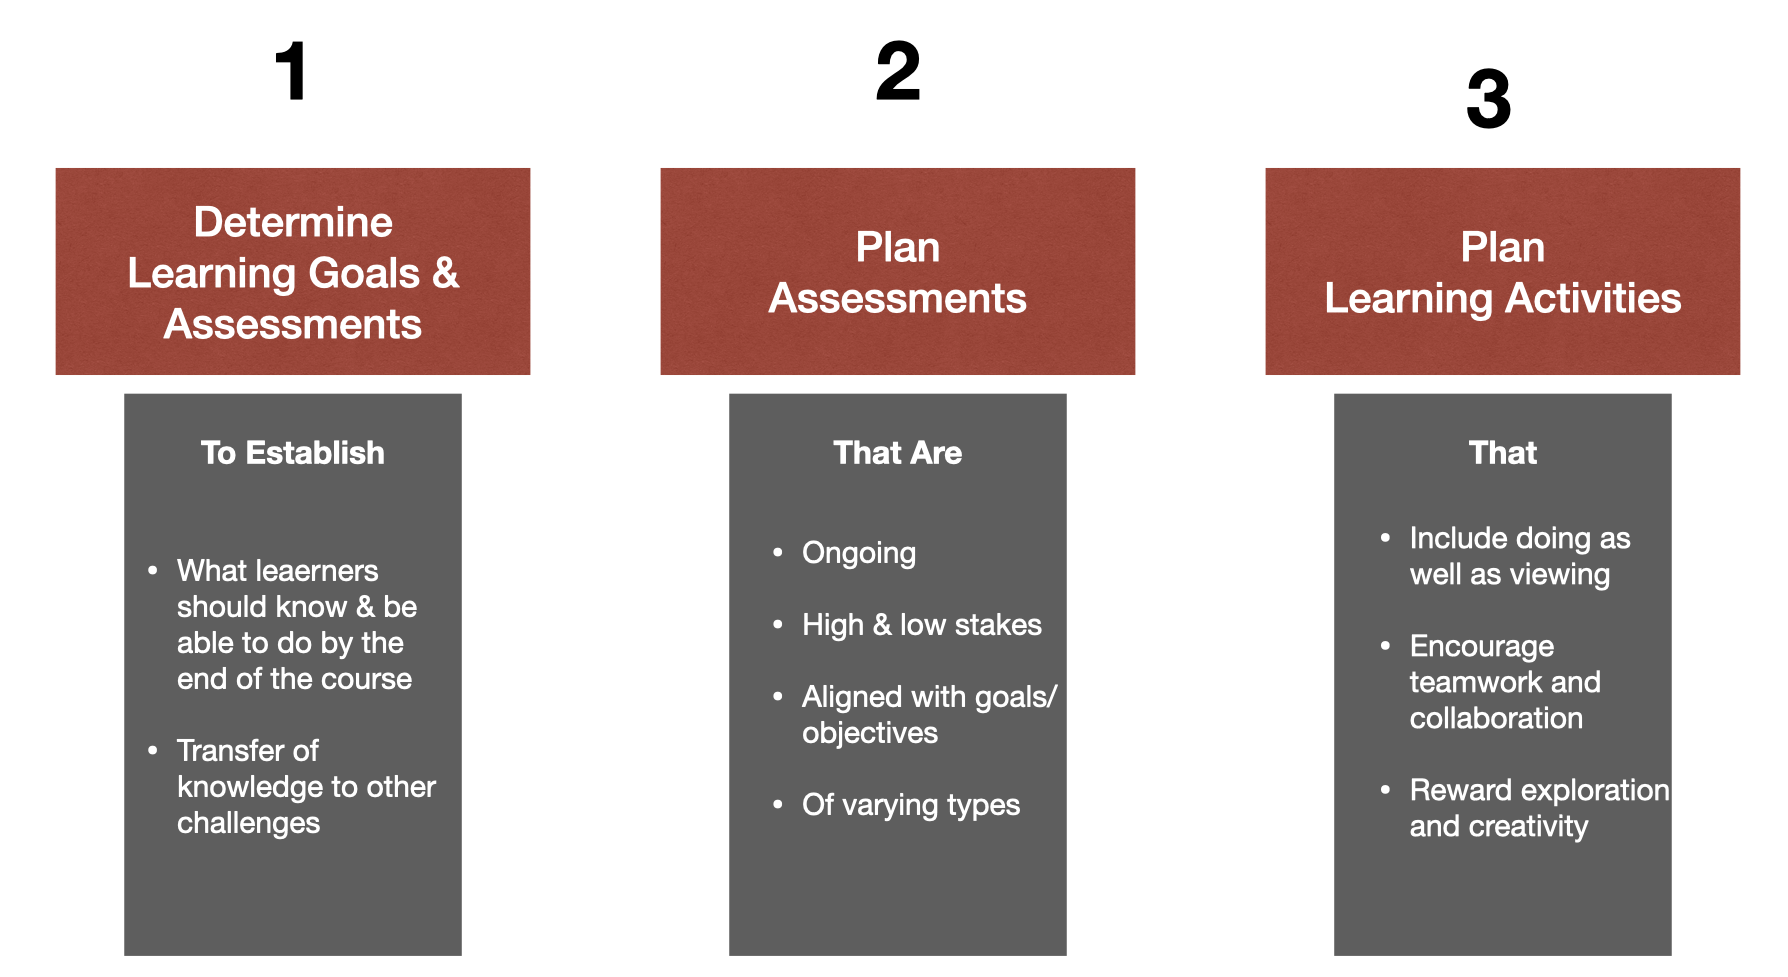 1
Determine
Learning Goals &
Assessments
To Establish
• What leaerners
should know & be
able to do by the
end of the course
• Transfer of
knowledge to other
challenges
2
Plan
Assessments
That Are
• Ongoing
• High & low stakes
• Aligned with goals/
objectives
• Of varying types
3
Plan
Learning Activities
That
• Include doing as
well as viewing
• Encourage
teamwork and
collaboration
• Reward exploration
and creativity